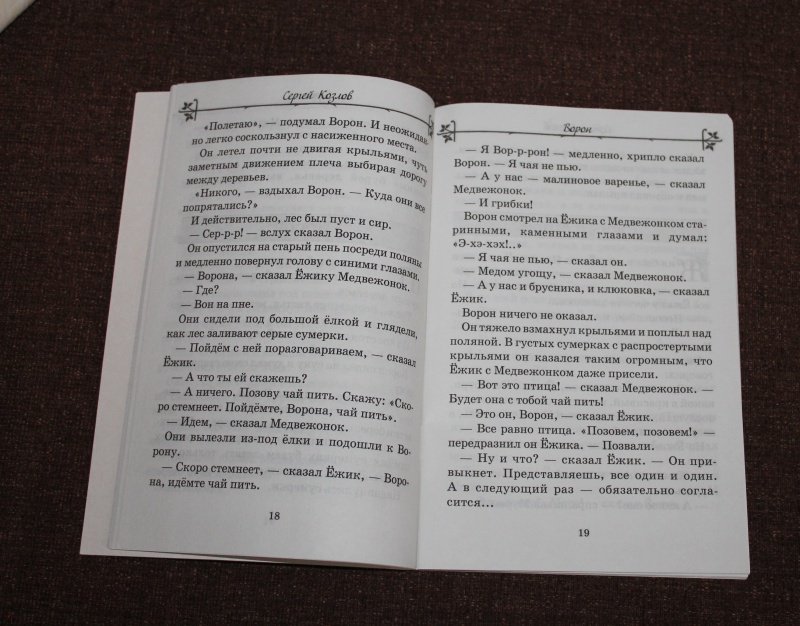 Сергей Козлов
«Полетаю», — подумал Ворон. И неожидан-
но легко соскользнул с насиженного места.
Он летел почти не двигая крыльями, чуть
заметным движением плеча выбирая дорогу
между деревьев.
«Никого, — вздыхал Ворон. — Куда они все
попрятались?»
И действительно, лес был пуст и сир.
— Сер-р-р! — вслух сказал Ворон.
Он опустился на старый пень посреди поляны
и медленно повернул голову с синими глазами.
— Ворона, — сказал Ёжику Медвежонок.
— Где?
— Вон на пне.
Они сидели под большой ёлкой и глядели,
как лес заливают серые сумерки.
— Пойдём с ней поразговариваем, — сказал
Ёжик.
— А что ты ей скажешь?
— А ничего. Позову чай пить. Скажу: «Ско-
ро стемнеет. Пойдёмте, Ворона, чай пить».
— Идем, — сказал Медвежонок.
Они вылезли из-под ёлки и подошли к Во-
рону.
— Скоро стемнеет, — сказал Ёжик, — Воро-
на, идёмте чай пить.
18
Ворон
— Я Вор-р-рон! — медленно, хрипло сказал
Ворон. — Я чая не пью.
— А у нас — малиновое варенье, — сказал
Медвежонок.
— И грибки!
Ворон смотрел на Ёжика с Медвежонком ста-
ринными, каменными глазами и думал:
«Э-хэ-хэх!..»
— Я чая не пью, — сказал он.
— Медом угощу, — сказал Медвежонок.
— А у нас и брусника, и клюковка, — сказал
Ёжик.
Ворон ничего не оказал.
Он тяжело взмахнул крыльями и поплыл над
поляной. В густых сумерках с распростертыми
крыльями он казался таким огромным, что
Ёжик с Медвежонком даже присели.
— Вот это птица! — сказал Медвежонок. —
Будет она с тобой чай пить!
— Это он, Ворон, — сказал Ёжик.
— Все равно птица. «Позовем, позовем!» —
передразнил он Ёжика. — Позвали.
— Ну и что? — сказал Ёжик. — Он при-
выкнет. Представляешь, все один и один.
А в следующий раз — обязательно согла-
сится...
19